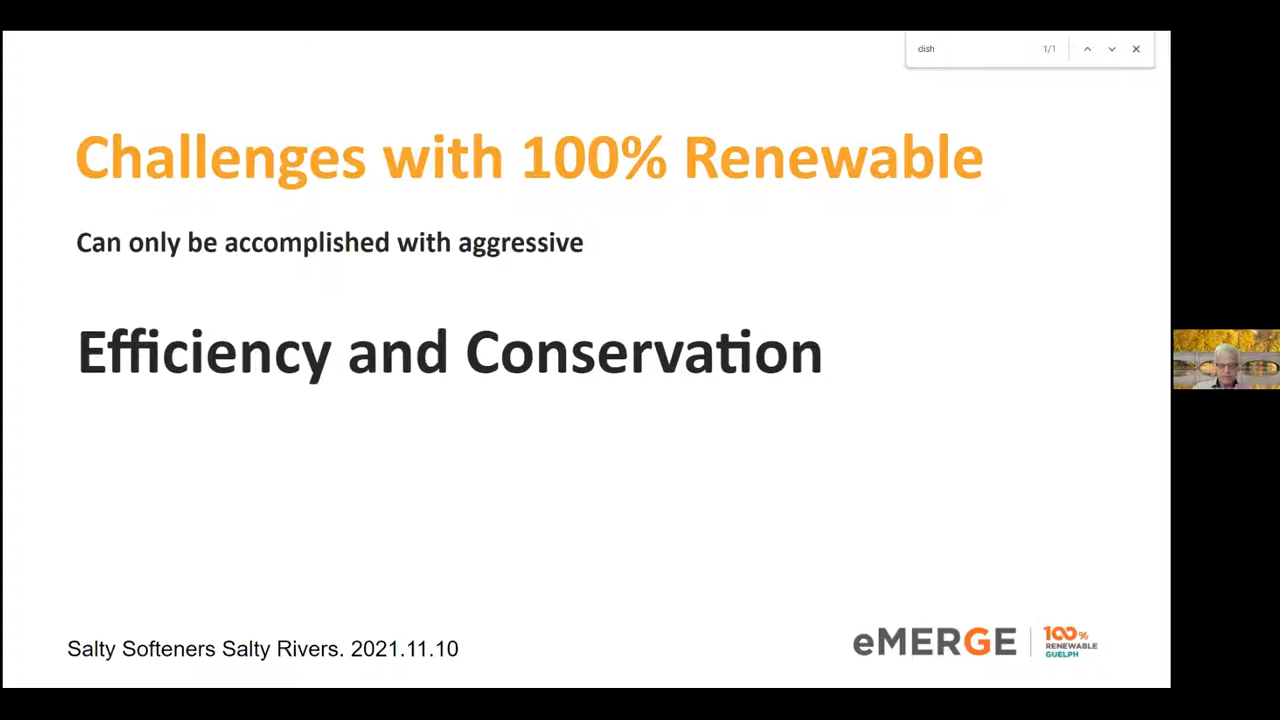 dish 1/1
Challenges with 100% Renewable
Can only be accomplished with aggressive
Efficiency and Conservation
Salty Softeners Salty Rivers. 2021.11.10
eMERGE
100%
RENEWABLE
GUELPH